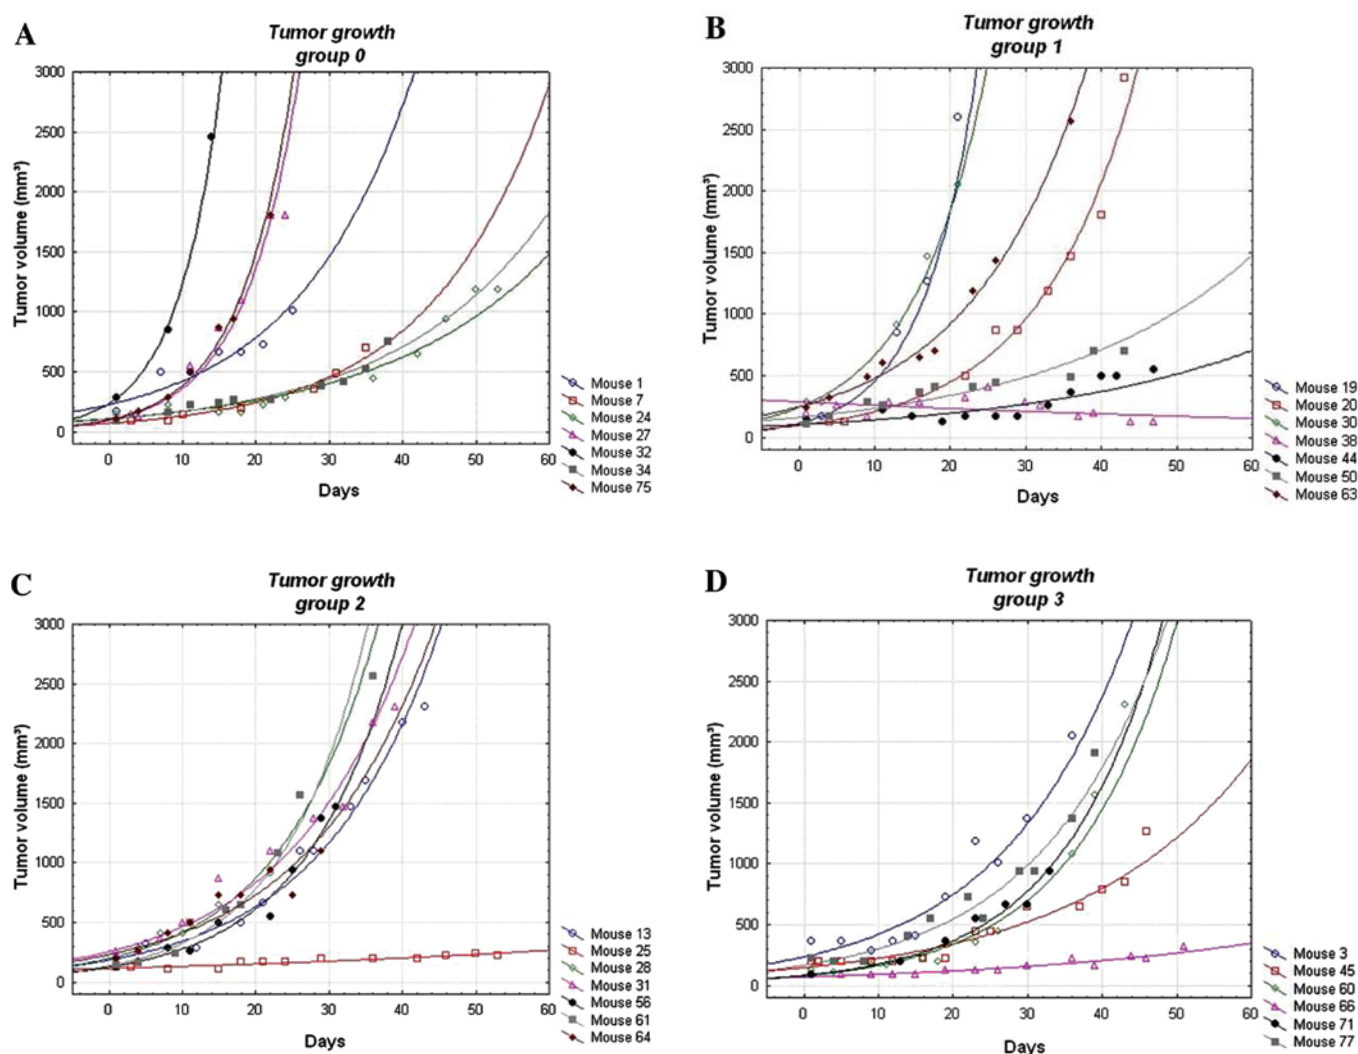 A
Tumor growth
group 0
Tumor volume (mm³)
3000
2500
2000
1500
1000
500
0
0 10 20 30 40 50 60
Days
Mouse 1
Mouse 7
Mouse 24
Mouse 27
Mouse 32
Mouse 34
Mouse 75
B
Tumor growth
group 1
Tumor volume (mm³)
3000
2500
2000
1500
1000
500
0
0 10 20 30 40 50 60
Days
Mouse 19
Mouse 20
Mouse 30
Mouse 38
Mouse 44
Mouse 50
Mouse 63
C
Tumor growth
group 2
Tumor volume (mm³)
3000
2500
2000
1500
1000
500
0
0 10 20 30 40 50 60
Days
Mouse 13
Mouse 25
Mouse 28
Mouse 31
Mouse 56
Mouse 61
Mouse 64
D
Tumor growth
group 3
Tumor volume (mm³)
3000
2500
2000
1500
1000
500
0
0 10 20 30 40 50 60
Days
Mouse 3
Mouse 45
Mouse 60
Mouse 66
Mouse 71
Mouse 77